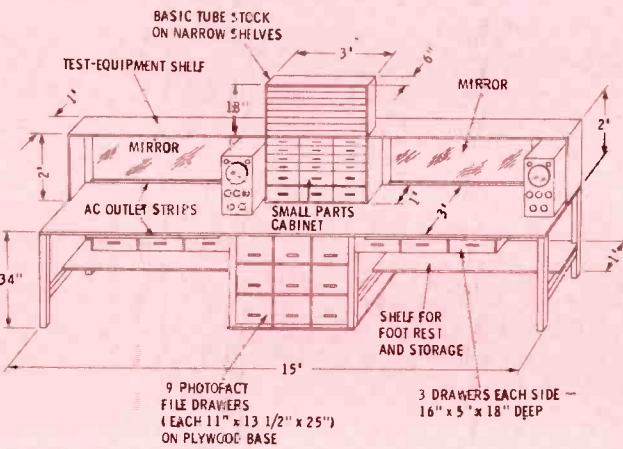 BASIC TUBE STOCK
ON NARROW SHELVES
3'
6"
TEST-EQUIPMENT SHELF
18"
MIRROR
1'
2'
MIRROR
2'
1'
3'
AC OUTLET STRIPS
SMALL PARTS
CABINET
34"
1'
SHELF FOR
FOOT REST
AND STORAGE
15'
9 PHOTOFACT
FILE DRAWERS
(EACH 11" x 13 1/2" x 25")
ON PLYWOOD BASE
3 DRAWERS EACH SIDE —
16" x 5" x 18" DEEP